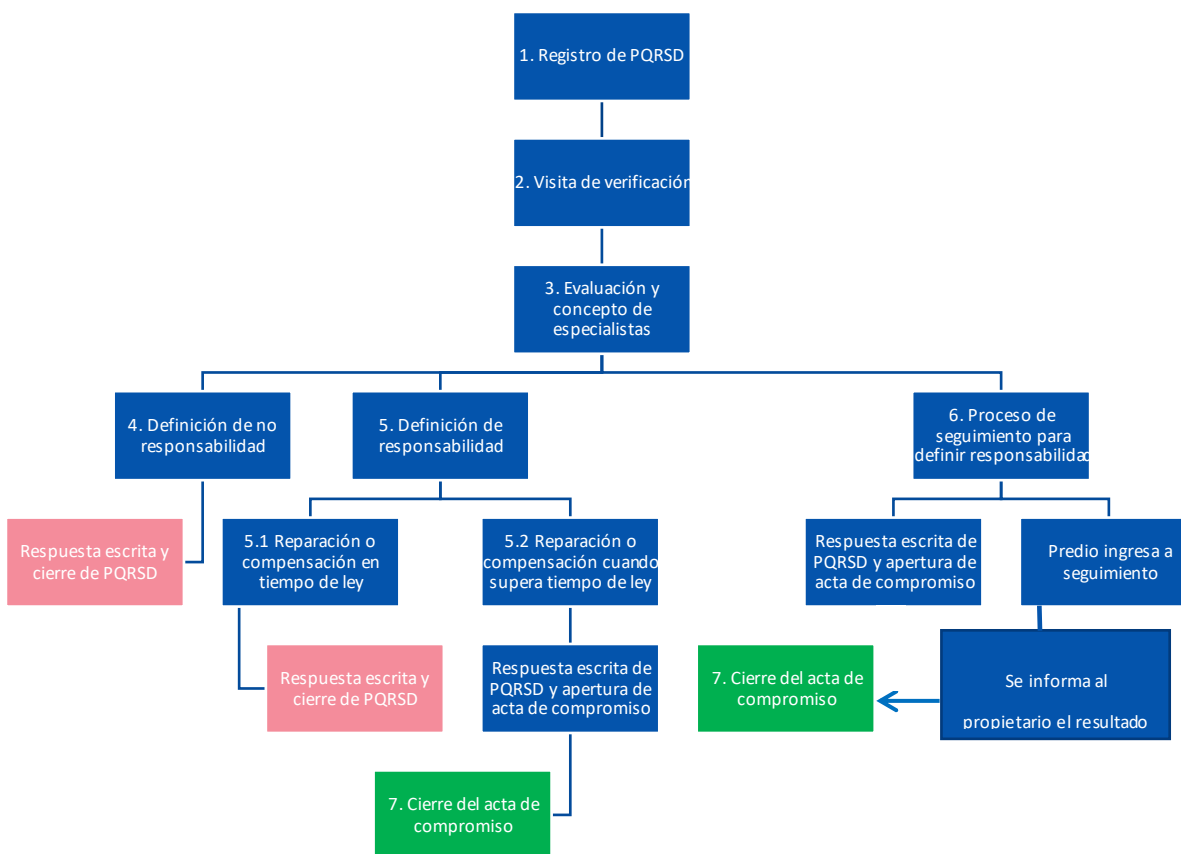 1. Registro de PQRSD
2. Visita de verificación
3. Evaluación y
concepto de
especialistas
4. Definición de no
responsabilidad
5. Definición de
responsabilidad
6. Proceso de
seguimiento para
definir responsabilidad
Respuesta escrita y
cierre de PQRSD
5.1 Reparación o
compensación en
tiempo de ley
5.2 Reparación o
compensación cuando
supera tiempo de ley
Respuesta escrita de
PQRSD y apertura de
acta de compromiso
Predio ingresa a
seguimiento
Respuesta escrita y
cierre de PQRSD
Respuesta escrita de
PQRSD y apertura de
acta de compromiso
7. Cierre del acta de
compromiso
Se informa al
propietario el resultado
7. Cierre del acta de
compromiso